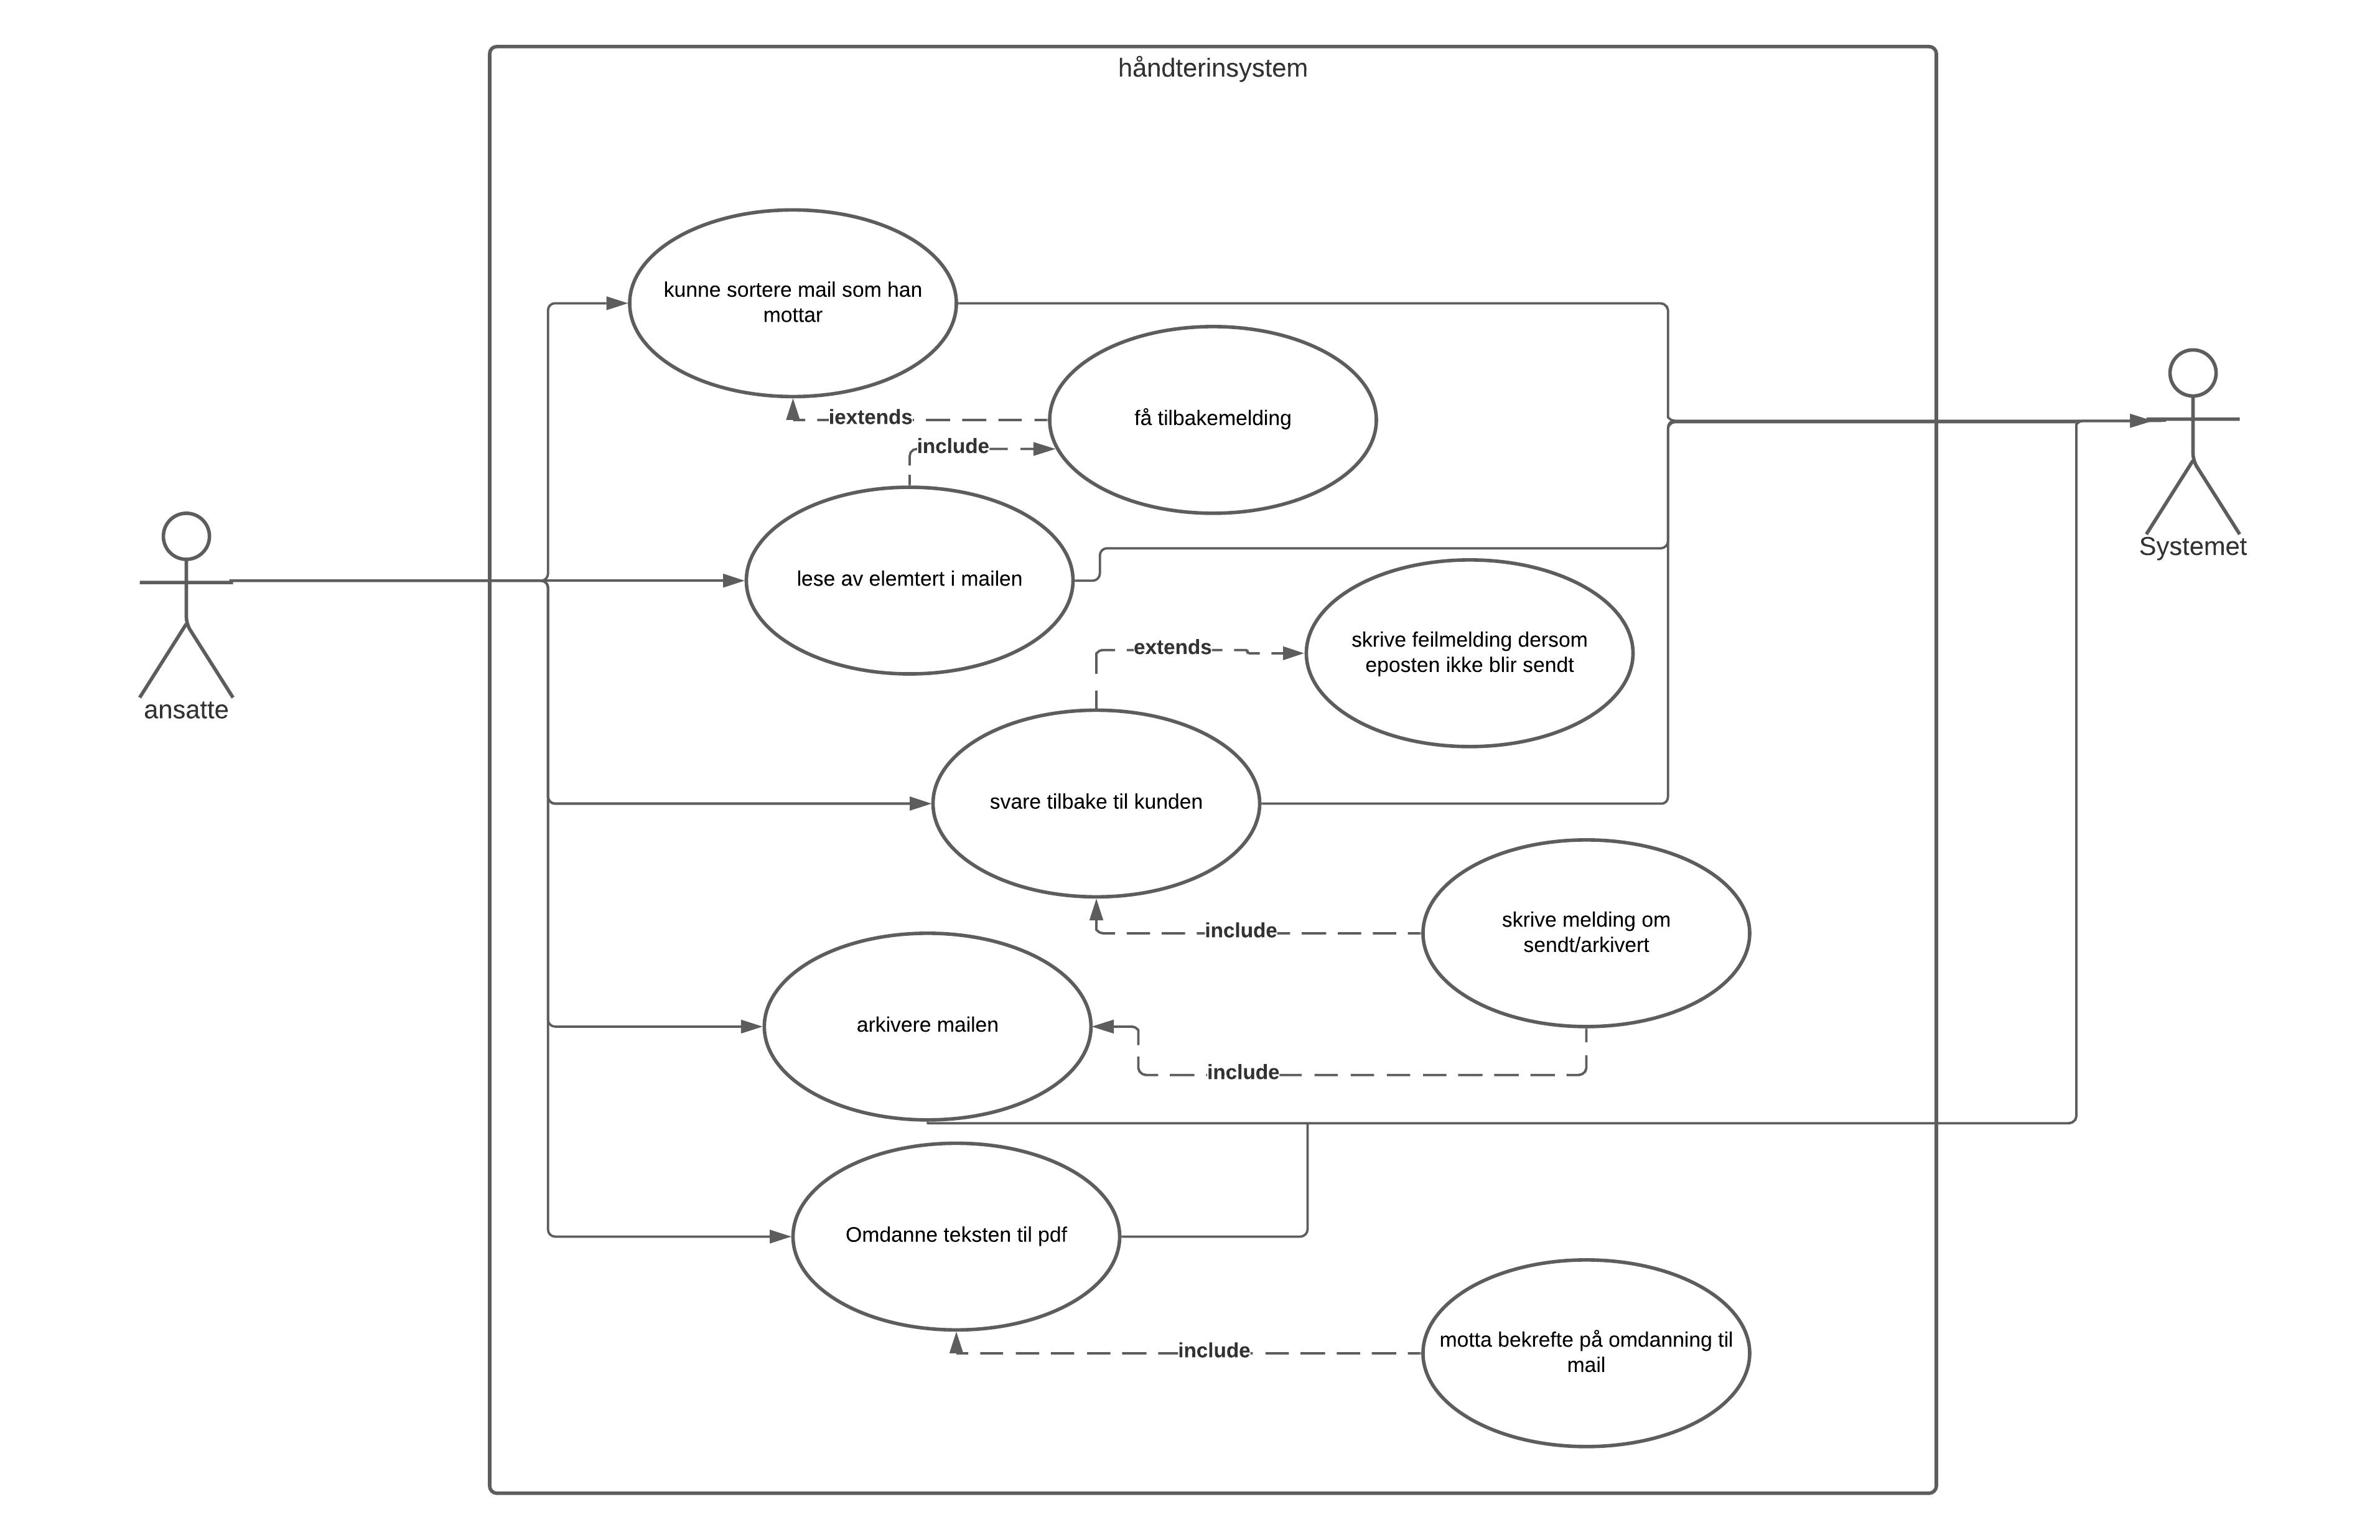 håndterinsystem
kunne sortere mail som han
mottar
få tilbakemelding
iextends
include
lese av elemtert i mailen
Systemet
skrive feilmelding dersom
eposten ikke blir sendt
extends
ansatte
svare tilbake til kunden
skrive melding om
sendt/arkivert
include
arkivere mailen
include
Omdanne teksten til pdf
motta bekrefte på omdanning til
mail
include